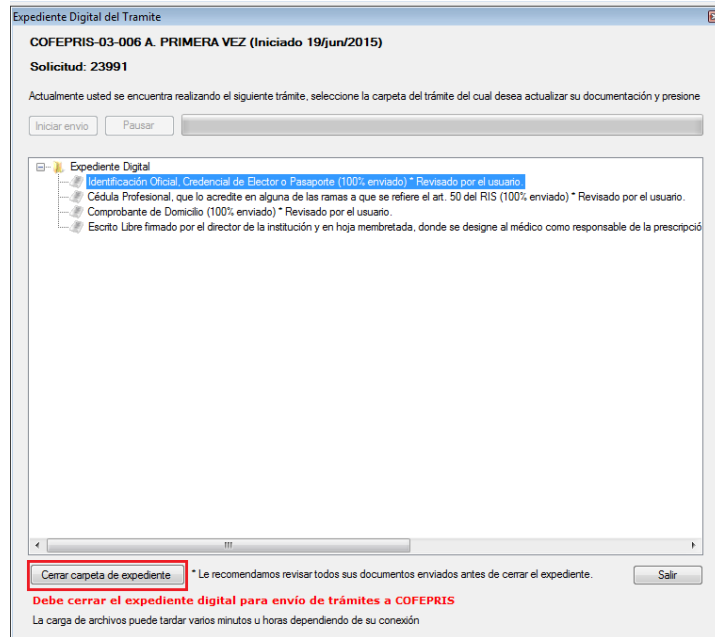 Expediente Digital del Tramite
COFEPRIS-03-006 A. PRIMERA VEZ (Iniciado 19/jun/2015)
Solicitud: 23991
Actualmente usted se encuentra realizando el siguiente trámite, seleccione la carpeta del trámite del cual desea actualizar su documentación y presione
Iniciar envio Pausar
Expediente Digital
Identificación Oficial, Credencial de Elector o Pasaporte (100% enviado) * Revisado por el usuario.
Cédula Profesional, que lo acredite en alguna de las ramas a que se refiere el art. 50 del RIS (100% enviado) * Revisado por el usuario.
Comprobante de Domicilio (100% enviado) * Revisado por el usuario.
Escrito Libre firmado por el director de la institución y en hoja membretada, donde se designe al médico como responsable de la prescripció
Cerrar carpeta de expediente * Le recomendamos revisar todos sus documentos enviados antes de cerrar el expediente. Salir
Debe cerrar el expediente digital para envío de trámites a COFEPRIS
La carga de archivos puede tardar varios minutos u horas dependiendo de su conexión